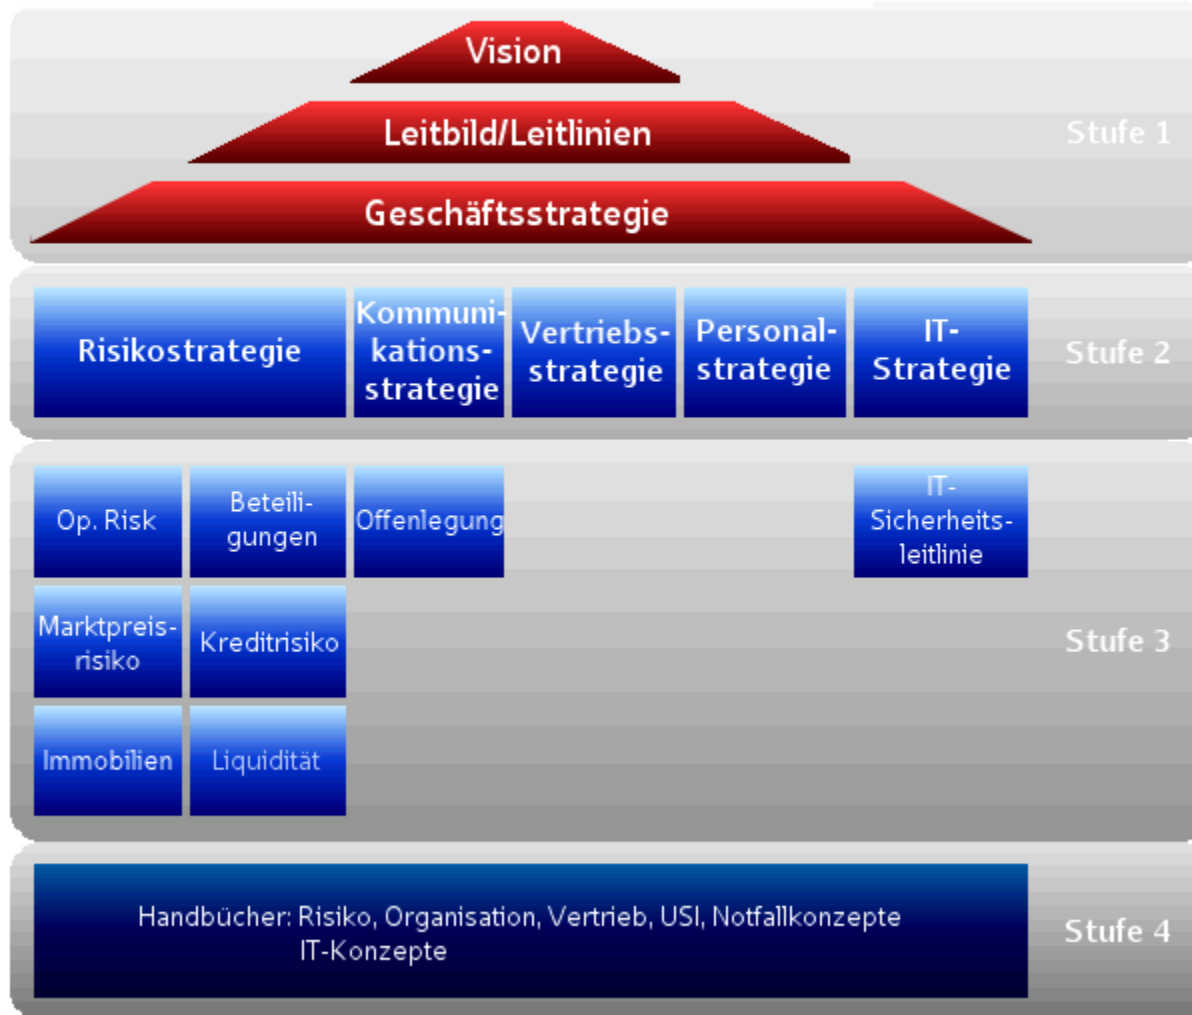 Vision
Leitbild/Leitlinien
Stufe 1
Geschäftsstrategie
Risikostrategie
Kommuni-
kations-
strategie
Vertriebs-
strategie
Personal-
strategie
IT-
Strategie
Stufe 2
Op. Risk
Beteili-
gungen
Offenlegung
IT-
Sicherheits-
leitlinie
Marktpreis-
risiko
Kreditrisiko
Stufe 3
Immobilien
Liquidität
Handbücher: Risiko, Organisation, Vertrieb, USI, Notfallkonzepte
IT-Konzepte
Stufe 4